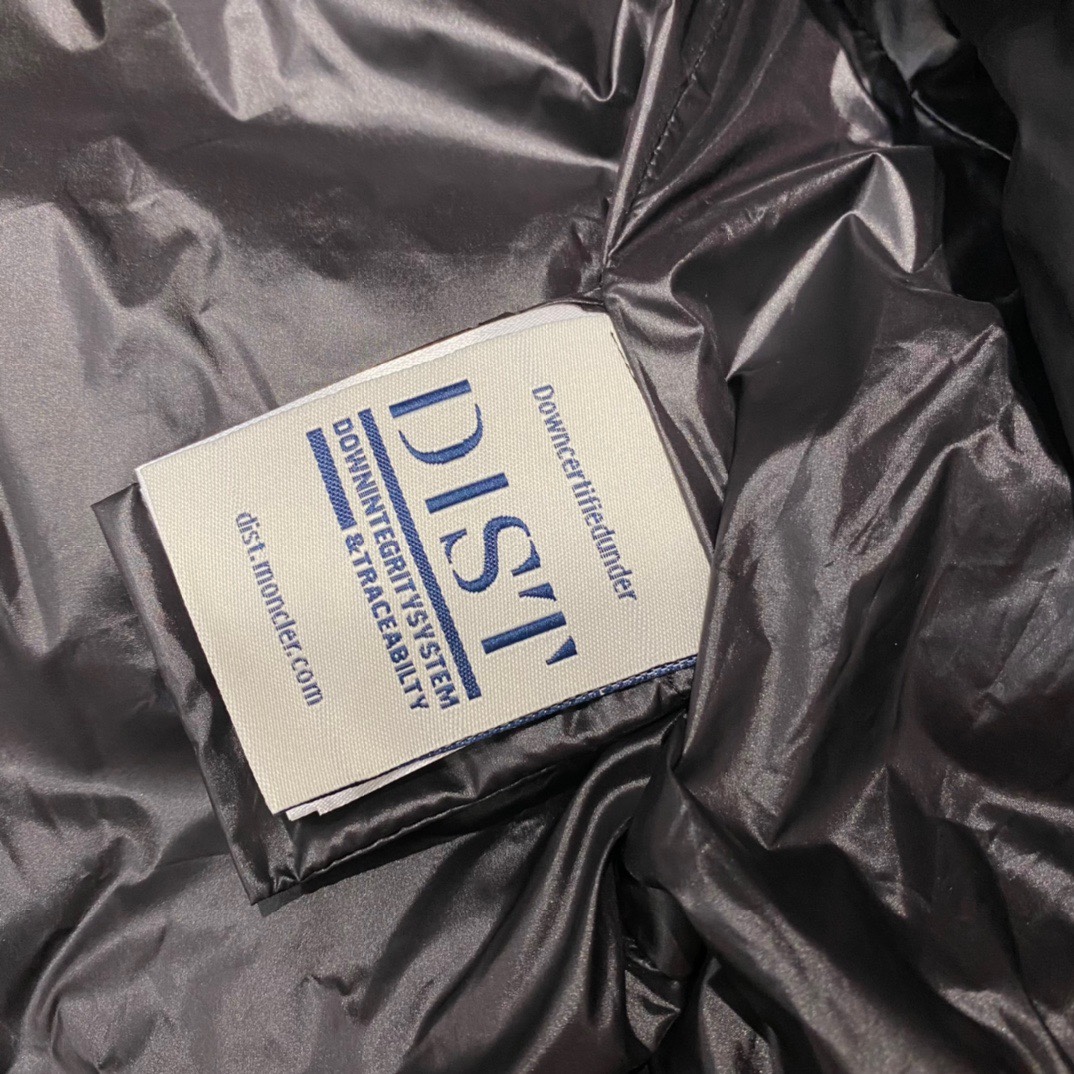 Downcertifiedunder
DIST
DOWNINTEGRITYSYSTEM
&TRACEABILTY
dist.moncler.com